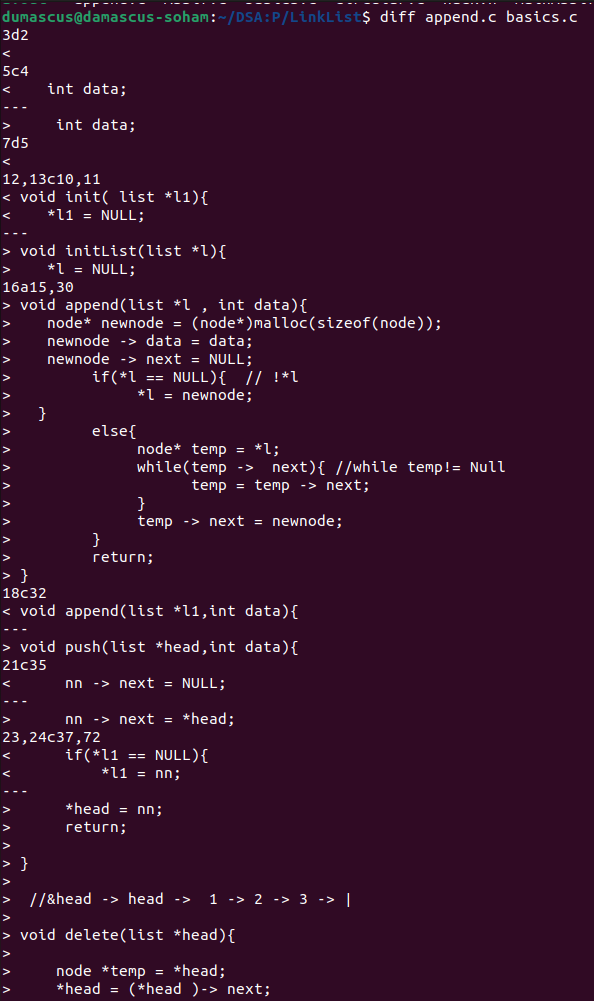 dumascus@damascus-soham:~/DSA:P/LinkList$ diff append.c basics.c
3d2
<
5c4
<    int data;
---
>     int data;
7d5
<
12,13c10,11
< void init( list *l1){
<    *l1 = NULL;
---
> void initList(list *l){
>    *l = NULL;
16a15,30
> void append(list *l , int data){
>    node* newnode = (node*)malloc(sizeof(node));
>    newnode -> data = data;
>    newnode -> next = NULL;
>         if(*l == NULL){  // !*l
>              *l = newnode;
>   }
>         else{
>              node* temp = *l;
>              while(temp ->  next){ //while temp!= Null
>                    temp = temp -> next;
>              }
>              temp -> next = newnode;
>         }
>         return;
> }
18c32
< void append(list *l1,int data){
---
> void push(list *head,int data){
21c35
<      nn -> next = NULL;
---
>      nn -> next = *head;
23,24c37,72
<      if(*l1 == NULL){
<          *l1 = nn;
---
>      *head = nn;
>      return;
>
> }
>
>  //&head -> head ->  1 -> 2 -> 3 -> |
>
> void delete(list *head){
>
>     node *temp = *head;
>     *head = (*head )-> next;